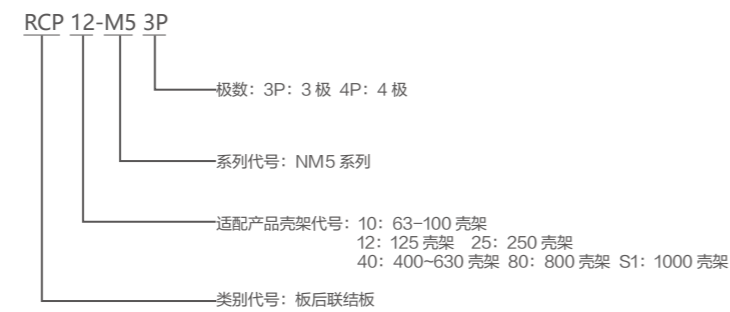 RCP 12-M5 3P
极数：3P：3 极 4P：4 极
系列代号：NM5 系列
适配产品壳架代号：10：63-100 壳架
12：125 壳架 25：250 壳架
40：400~630 壳架 80：800 壳架 S1：1000 壳架
类别代号：板后联结板